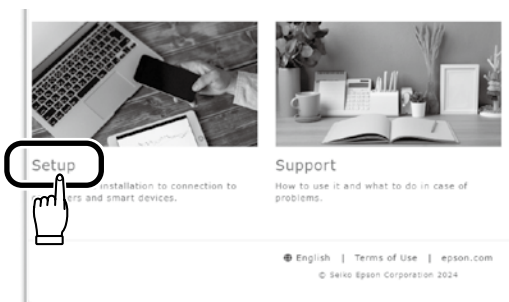 Setup
installation to connection to
ers and smart devices.
Support
How to use it and what to do in case of
problems.
English | Terms of Use | epson.com
© Seiko Epson Corporation 2024